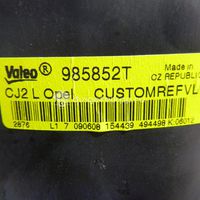 Valeo ® 985852T Made in
CZ REPUBLIC
CJ2 L Opel CUSTOMREFVL
2876 L1 7 090608 154439 494498 K:06012